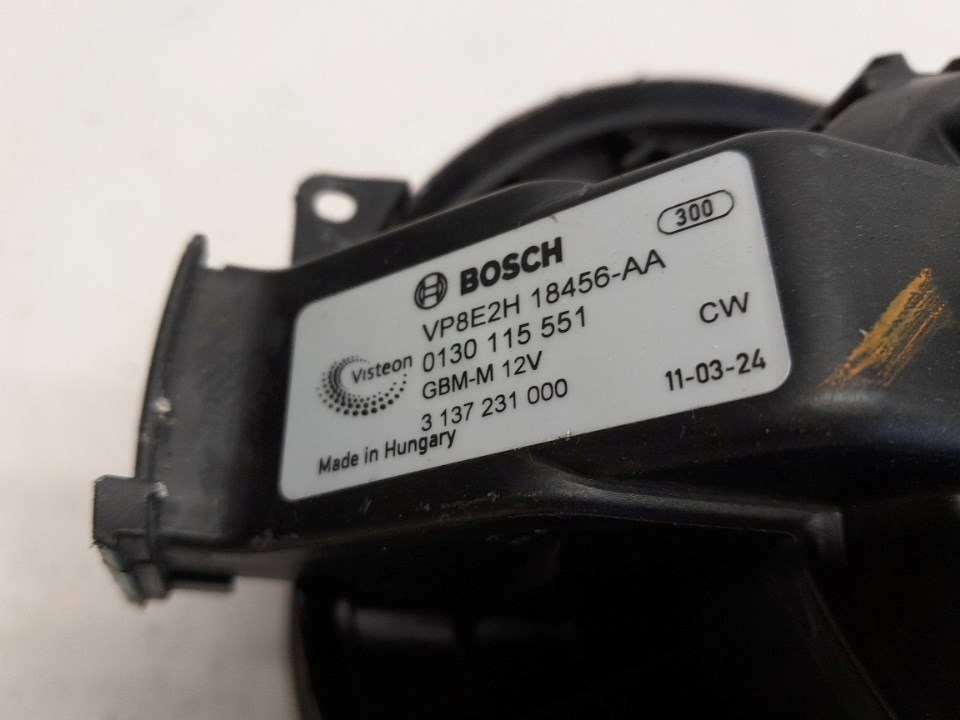 300
BOSCH
VP8E2H 18456-AA
Visteon
0130 115 551
CW
GBM-M 12V
3 137 231 000
11-03-24
Made in Hungary